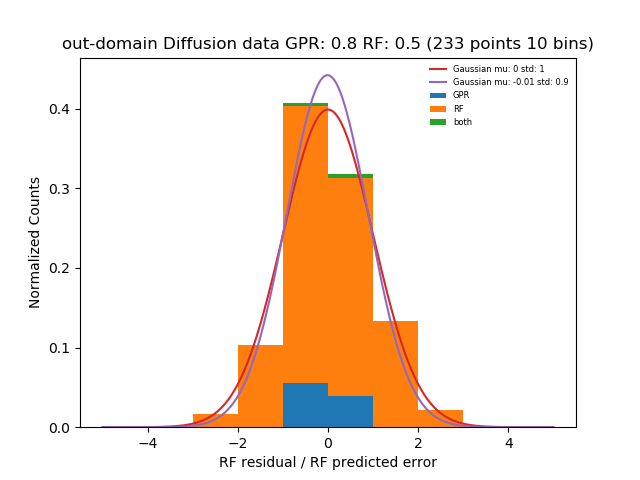 out-domain Diffusion data GPR: 0.8 RF: 0.5 (233 points 10 bins)
Gaussian mu: 0 std: 1
Gaussian mu: -0.01 std: 0.9
GPR
RF
both
Normalized Counts
0.4
0.3
0.2
0.1
0.0
−4 −2 0 2 4
RF residual / RF predicted error